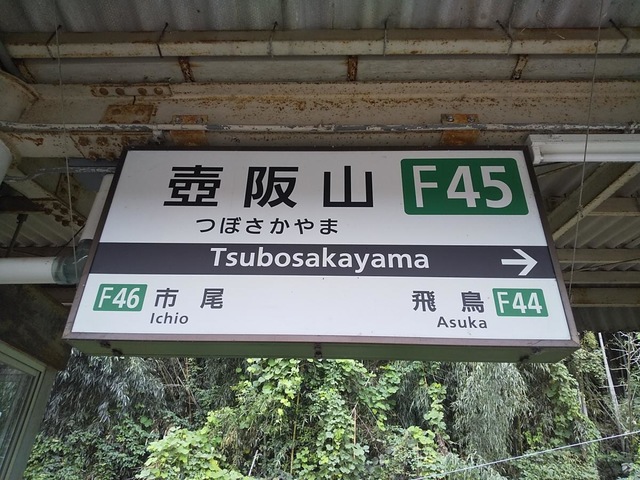 壺阪山 F45
つぼさかやま
Tsubosakayama →
F46 市尾 飛鳥 F44
Ichio Asuka